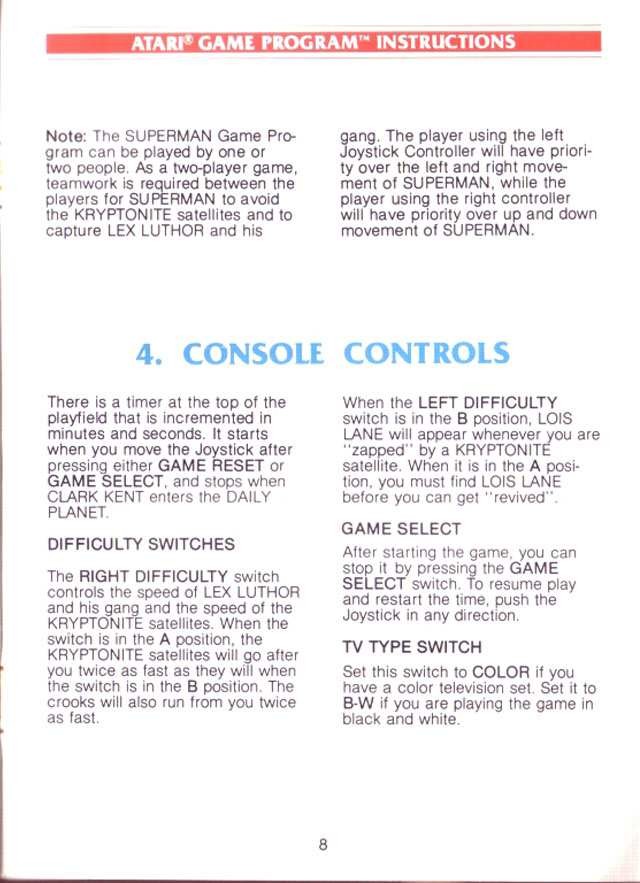 ATARI® GAME PROGRAM™ INSTRUCTIONS
Note: The SUPERMAN Game Pro-
gram can be played by one or
two people. As a two-player game,
teamwork is required between the
players for SUPERMAN to avoid
the KRYPTONITE satellites and to
capture LEX LUTHOR and his
gang. The player using the left
Joystick Controller will have priori-
ty over the left and right move-
ment of SUPERMAN, while the
player using the right controller
will have priority over up and down
movement of SUPERMAN.
4. CONSOLE CONTROLS
There is a timer at the top of the
playfield that is incremented in
minutes and seconds. It starts
when you move the Joystick after
pressing either GAME RESET or
GAME SELECT, and stops when
CLARK KENT enters the DAILY
PLANET.
DIFFICULTY SWITCHES
The RIGHT DIFFICULTY switch
controls the speed of LEX LUTHOR
and his gang and the speed of the
KRYPTONITE satellites. When the
switch is in the A position, the
KRYPTONITE satellites will go after
you twice as fast as they will when
the switch is in the B position. The
crooks will also run from you twice
as fast.
When the LEFT DIFFICULTY
switch is in the B position, LOIS
LANE will appear whenever you are
"zapped" by a KRYPTONITE
satellite. When it is in the A posi-
tion, you must find LOIS LANE
before you can get "revived".
GAME SELECT
After starting the game, you can
stop it by pressing the GAME
SELECT switch. To resume play
and restart the time, push the
Joystick in any direction.
TV TYPE SWITCH
Set this switch to COLOR if you
have a color television set. Set it to
B-W if you are playing the game in
black and white.
8